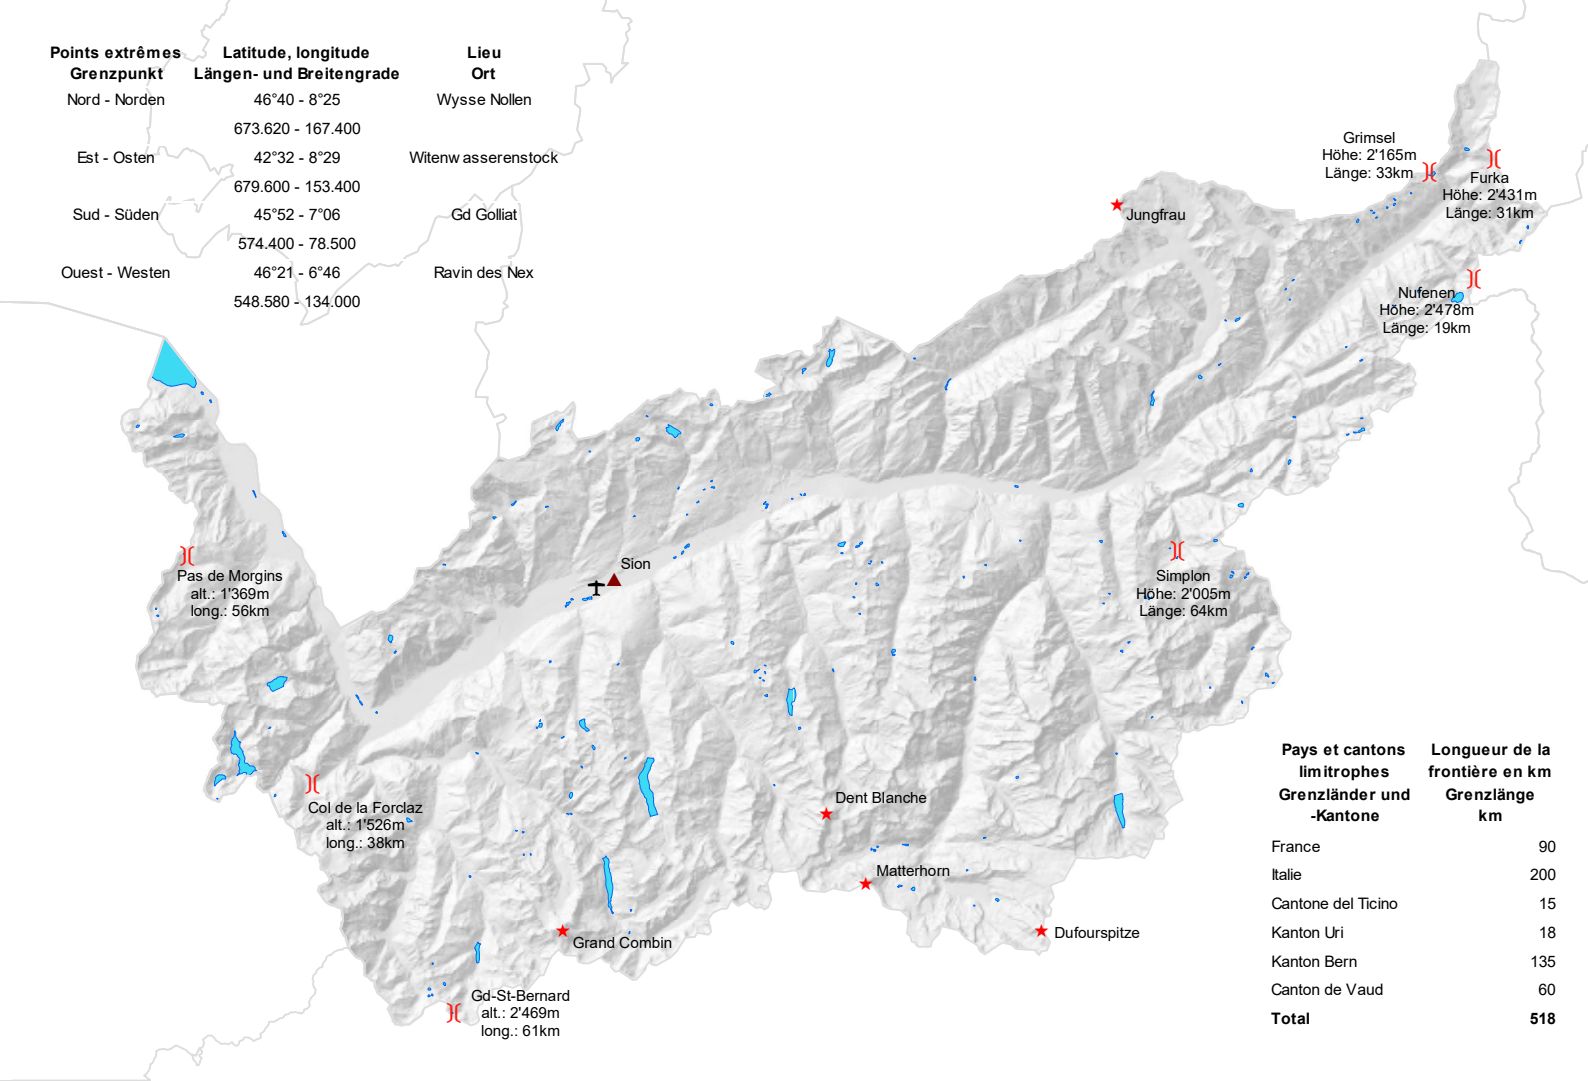 Points extrêmes Latitude, longitude Lieu
Grenzpunkt Längen- und Breitengrade Ort
Nord - Norden 46°40 - 8°25 Wysse Nollen
673.620 - 167.400
Est - Osten 42°32 - 8°29 Witenwasserenstock
679.600 - 153.400
Sud - Süden 45°52 - 7°06 Gd Golliat
574.400 - 78.500
Ouest - Westen 46°21 - 6°46 Ravin des Nex
548.580 - 134.000
Grimsel
Höhe: 2'165m
Länge: 33km
Furka
Höhe: 2'431m
Länge: 31km
Jungfrau
Nufenen
Höhe: 2'478m
Länge: 19km
Sion
Pas de Morgins
alt.: 1'369m
long.: 56km
Simplon
Höhe: 2'005m
Länge: 64km
Col de la Forclaz
alt.: 1'526m
long.: 38km
Dent Blanche
Matterhorn
Dufourspitze
Grand Combin
Gd-St-Bernard
alt.: 2'469m
long.: 61km
Pays et cantons Longueur de la
limitrophes frontière en km
Grenzländer und Grenzlänge
-Kantone km
France 90
Italie 200
Cantone del Ticino 15
Kanton Uri 18
Kanton Bern 135
Canton de Vaud 60
Total 518